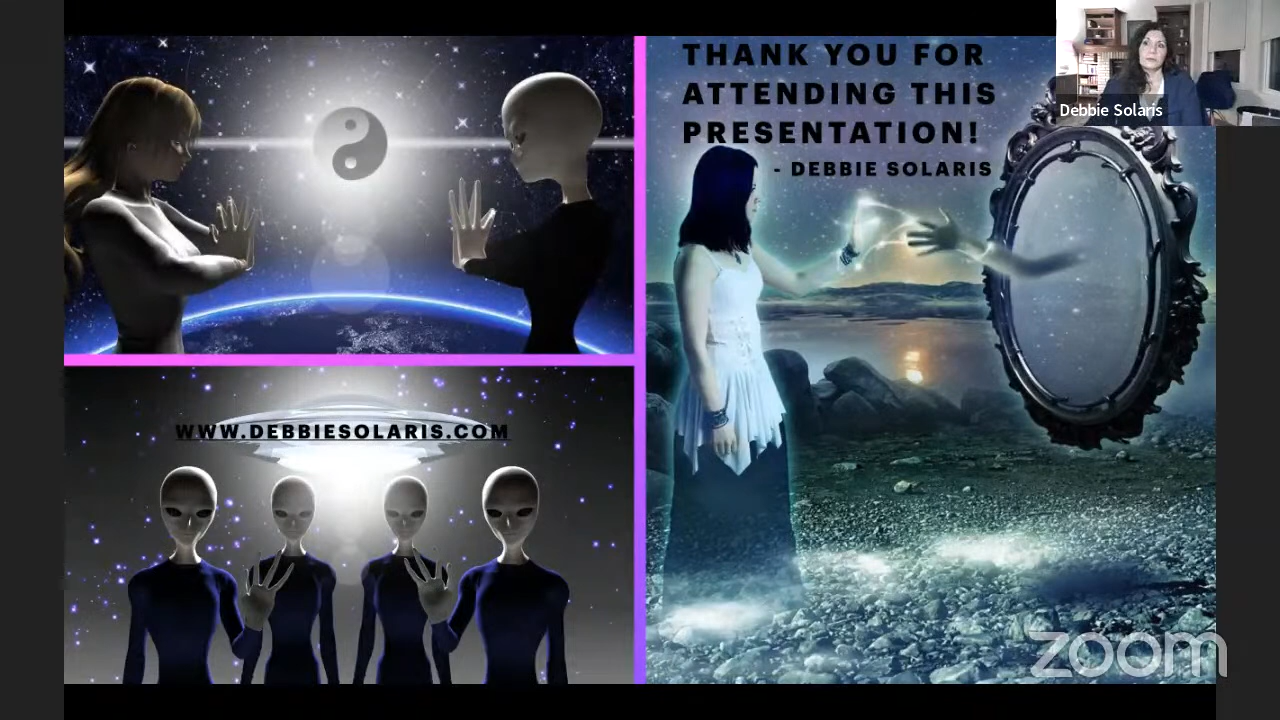 THANK YOU FOR
ATTENDING THIS
PRESENTATION!
- DEBBIE SOLARIS
Debbie Solaris
WWW.DEBBIESOLARIS.COM
zoom